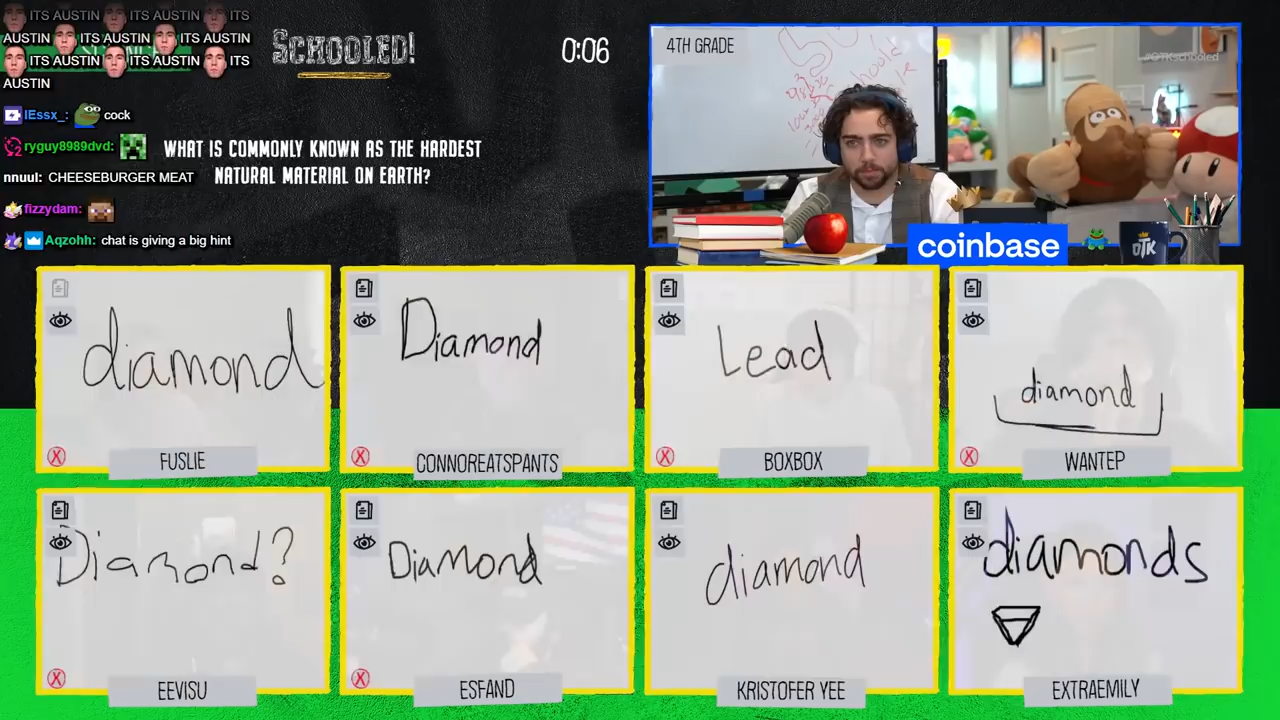 ITS AUSTIN ITS AUSTIN ITS
AUSTIN ITS AUSTIN ITS AUSTIN
ITS AUSTIN ITS AUSTIN ITS
AUSTIN
lEssx_: cock
ryguy8989dvd:
nnuul: CHEESEBURGER MEAT
fizzydam:
Aqzohh: chat is giving a big hint
SCHOOLED!
0:06
WHAT IS COMMONLY KNOWN AS THE HARDEST
NATURAL MATERIAL ON EARTH?
4TH GRADE
#OTKschooled
coinbase
OTK
diamond
FUSLIE
Diamond
CONNOREATSPANTS
Lead
BOXBOX
diamond
WANTEP
Diamond?
EEVISU
Diamond
ESFAND
diamond
KRISTOFER YEE
diamonds
EXTRAEMILY